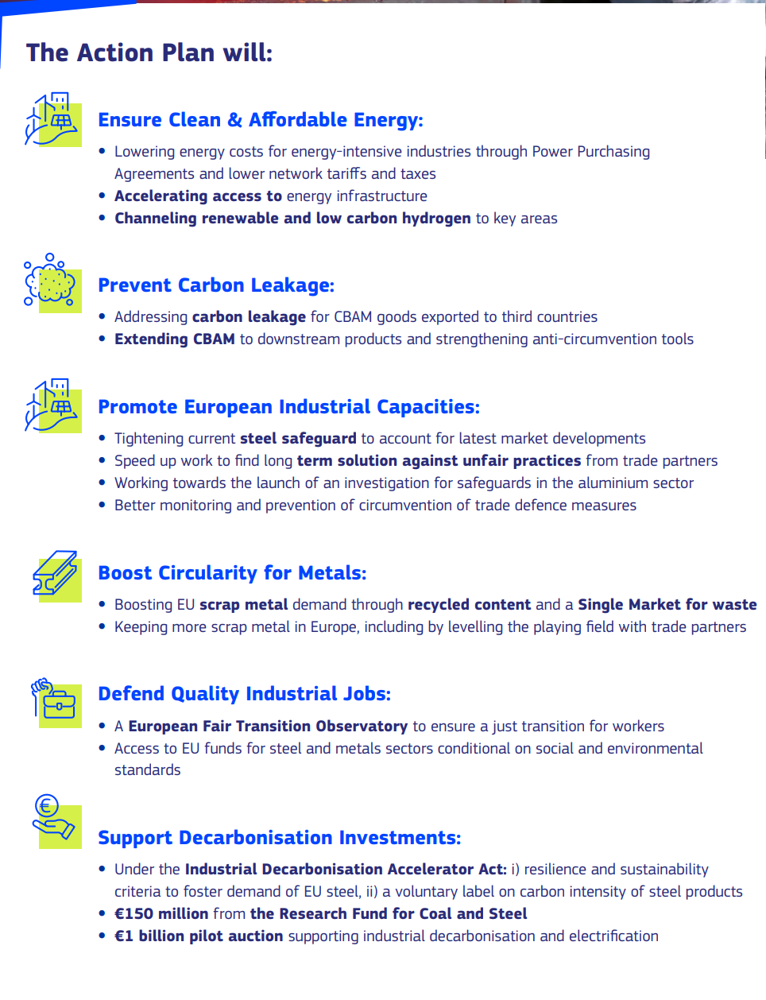 The Action Plan will:
Ensure Clean & Affordable Energy:
• Lowering energy costs for energy-intensive industries through Power Purchasing
Agreements and lower network tariffs and taxes
• Accelerating access to energy infrastructure
• Channeling renewable and low carbon hydrogen to key areas
Prevent Carbon Leakage:
• Addressing carbon leakage for CBAM goods exported to third countries
• Extending CBAM to downstream products and strengthening anti-circumvention tools
Promote European Industrial Capacities:
• Tightening current steel safeguard to account for latest market developments
• Speed up work to find long term solution against unfair practices from trade partners
• Working towards the launch of an investigation for safeguards in the aluminium sector
• Better monitoring and prevention of circumvention of trade defence measures
Boost Circularity for Metals:
• Boosting EU scrap metal demand through recycled content and a Single Market for waste
• Keeping more scrap metal in Europe, including by levelling the playing field with trade partners
Defend Quality Industrial Jobs:
• A European Fair Transition Observatory to ensure a just transition for workers
• Access to EU funds for steel and metals sectors conditional on social and environmental
standards
€
Support Decarbonisation Investments:
• Under the Industrial Decarbonisation Accelerator Act: i) resilience and sustainability
criteria to foster demand of EU steel, ii) a voluntary label on carbon intensity of steel products
• €150 million from the Research Fund for Coal and Steel
• €1 billion pilot auction supporting industrial decarbonisation and electrification